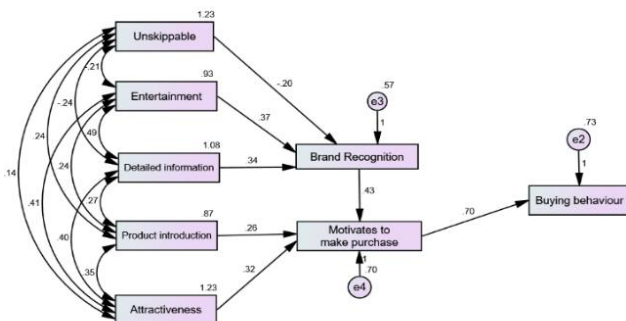 1.23
Unskippable
-.21
.93
Entertainment
-.20
.57
e3
1
-.24
.49
.37
1.08
Detailed information
.34
Brand Recognition
.73
e2
1
.24
.24
.14
.41
.27
.43
Buying behaviour
.87
Product introduction
.26
Motivates to
make purchase
.70
.40
.35
.32
1
.70
e4
1.23
Attractiveness